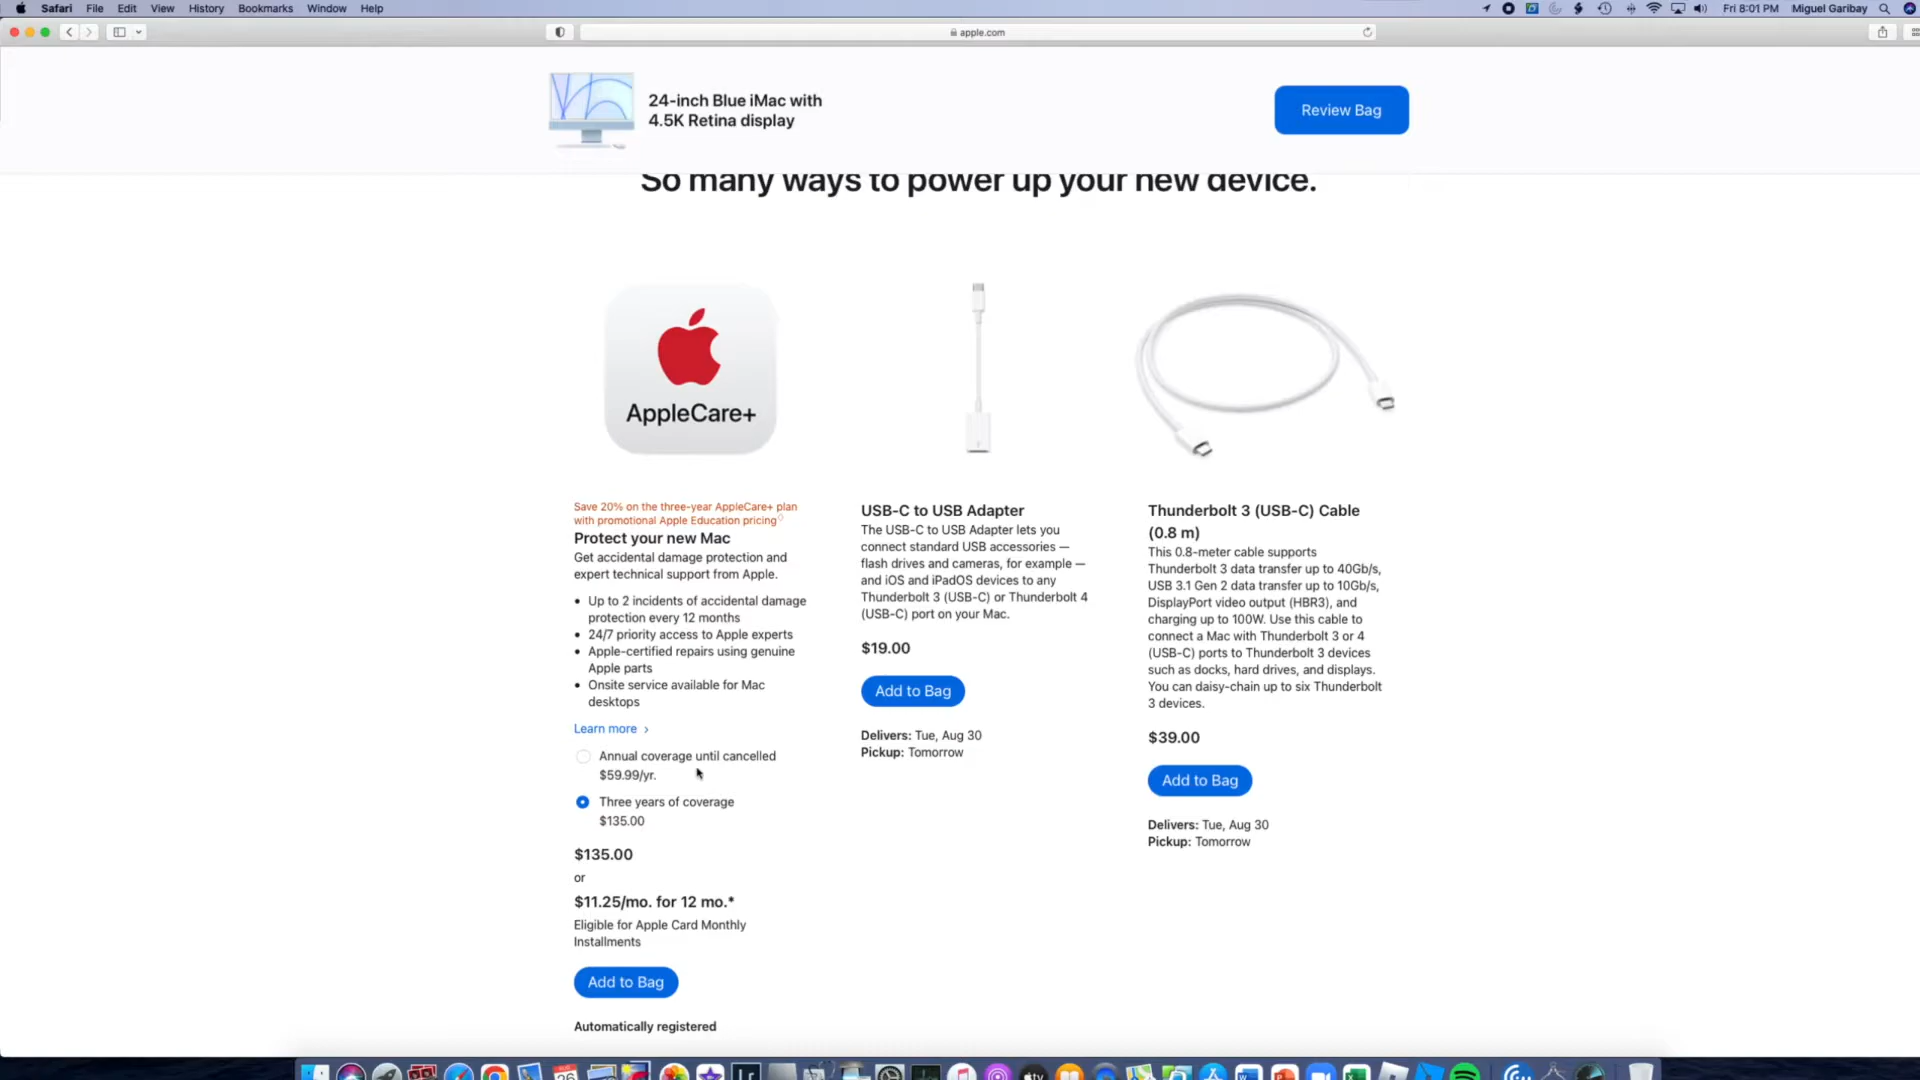 Safari File Edit View History Bookmarks Window Help Fri 8:01 PM Miguel Garibay
apple.com
24-inch Blue iMac with
4.5K Retina display
Review Bag
So many ways to power up your new device.
AppleCare+
Save 20% on the three-year AppleCare+ plan
with promotional Apple Education pricing◊
Protect your new Mac
Get accidental damage protection and
expert technical support from Apple.
• Up to 2 incidents of accidental damage
protection every 12 months
• 24/7 priority access to Apple experts
• Apple-certified repairs using genuine
Apple parts
• Onsite service available for Mac
desktops
Learn more ›
Annual coverage until cancelled
$59.99/yr.
Three years of coverage
$135.00
$135.00
or
$11.25/mo. for 12 mo.*
Eligible for Apple Card Monthly
Installments
Add to Bag
Automatically registered
USB-C to USB Adapter
The USB-C to USB Adapter lets you
connect standard USB accessories —
flash drives and cameras, for example —
and iOS and iPadOS devices to any
Thunderbolt 3 (USB-C) or Thunderbolt 4
(USB-C) port on your Mac.
$19.00
Add to Bag
Delivers: Tue, Aug 30
Pickup: Tomorrow
Thunderbolt 3 (USB-C) Cable
(0.8 m)
This 0.8-meter cable supports
Thunderbolt 3 data transfer up to 40Gb/s,
USB 3.1 Gen 2 data transfer up to 10Gb/s,
DisplayPort video output (HBR3), and
charging up to 100W. Use this cable to
connect a Mac with Thunderbolt 3 or 4
(USB-C) ports to Thunderbolt 3 devices
such as docks, hard drives, and displays.
You can daisy-chain up to six Thunderbolt
3 devices.
$39.00
Add to Bag
Delivers: Tue, Aug 30
Pickup: Tomorrow
26 Lr tv